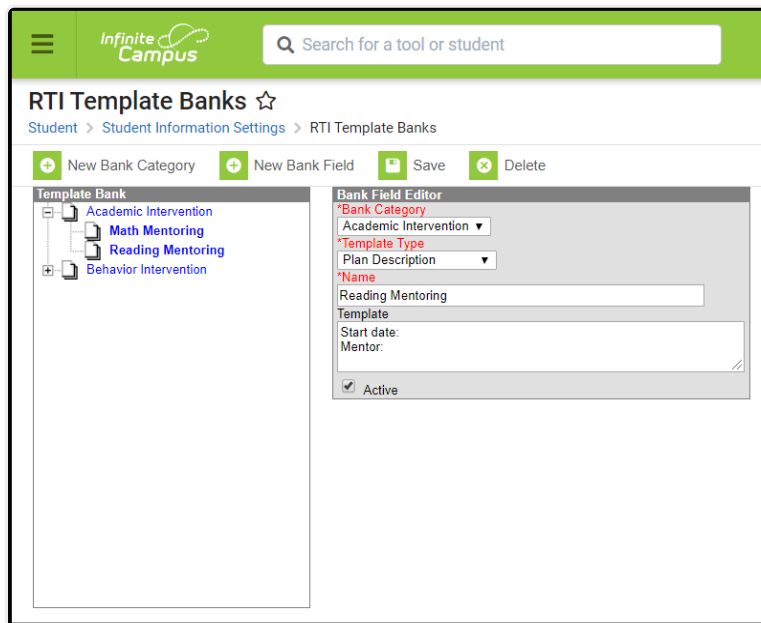 Infinite
Campus
Search for a tool or student
RTI Template Banks
Student > Student Information Settings > RTI Template Banks
New Bank Category New Bank Field Save Delete
Template Bank
Academic Intervention
Math Mentoring
Reading Mentoring
Behavior Intervention
Bank Field Editor
*Bank Category
Academic Intervention
*Template Type
Plan Description
*Name
Reading Mentoring
Template
Start date:
Mentor:
Active